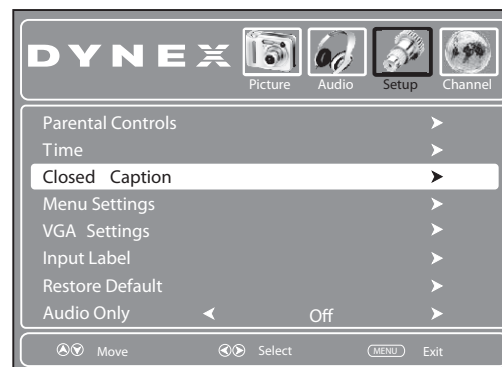 DYNEX
Picture Audio Setup Channel
Parental Controls
Time
Closed Caption
Menu Settings
VGA Settings
Input Label
Restore Default
Audio Only Off
Move Select MENU Exit